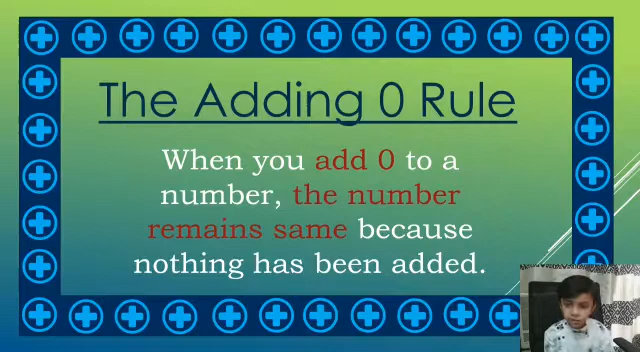 The Adding 0 Rule
When you add 0 to a
number, the number
remains same because
nothing has been added.